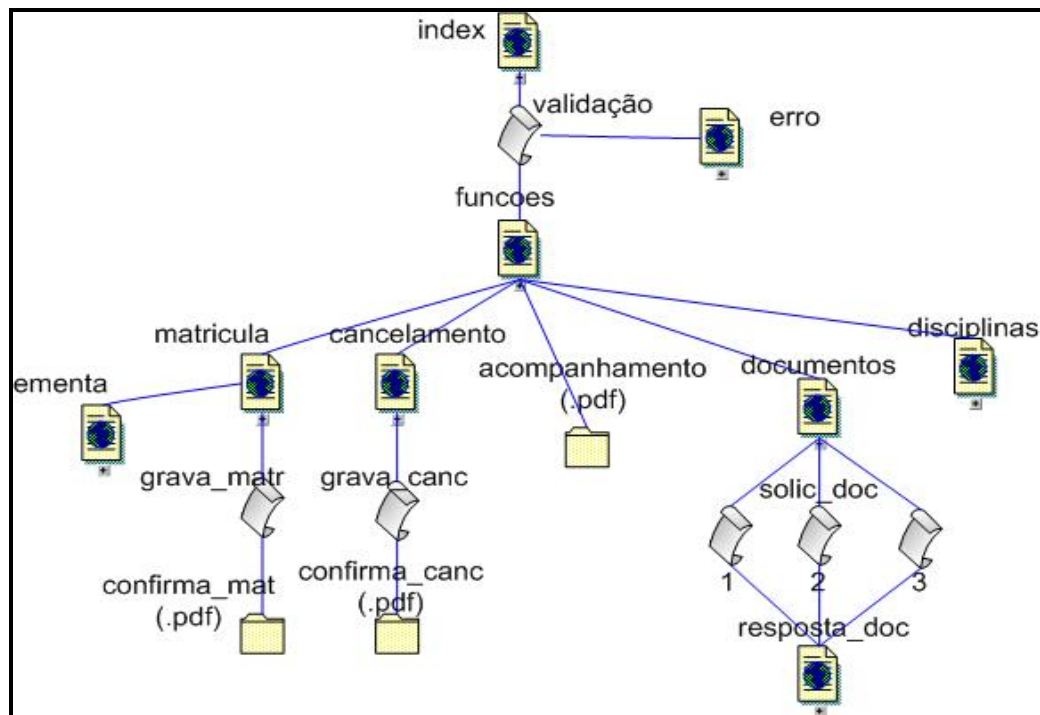 index
validação
erro
funcoes
matricula
cancelamento
disciplinas
ementa
acompanhamento
(.pdf)
documentos
grava_matr
grava_canc
solic_doc
1
2
3
confirma_mat
(.pdf)
confirma_canc
(.pdf)
resposta_doc